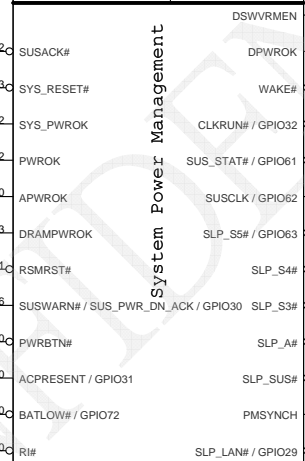 DSWVRMEN
SUSACK# DPWROK
SYS_RESET# WAKE#
SYS_PWROK CLKRUN# / GPIO32
PWROK SUS_STAT# / GPIO61
APWROK SUSCLK / GPIO62
DRAMPWROK SLP_S5# / GPIO63
RSMRST# SLP_S4#
SUSWARN# / SUS_PWR_DN_ACK / GPIO30 SLP_S3#
PWRBTN# SLP_A#
ACPRESENT / GPIO31 SLP_SUS#
BATLOW# / GPIO72 PMSYNCH
RI# SLP_LAN# / GPIO29
System Power Management